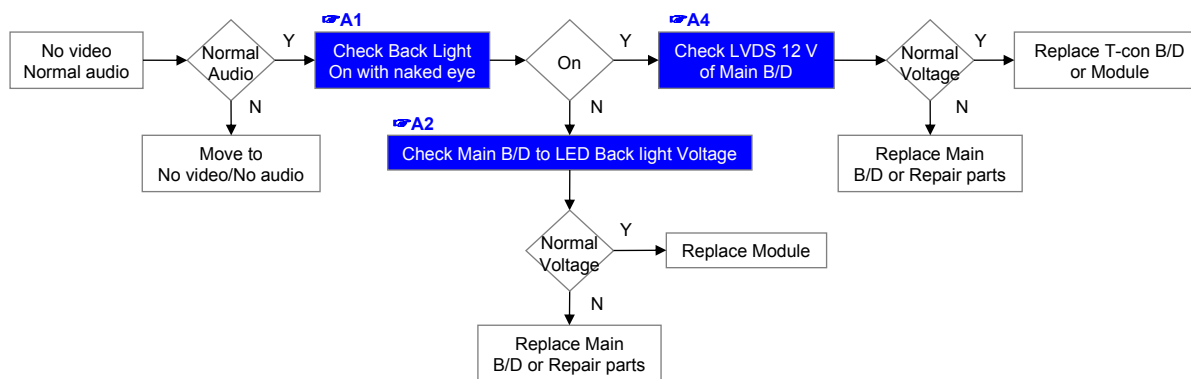 ☞A1
☞A4
No video
Normal audio
Normal
Audio
Y
Check Back Light
On with naked eye
On
Y
Check LVDS 12 V
of Main B/D
Normal
Voltage
Y
Replace T-con B/D
or Module
N
N
N
☞A2
Move to
No video/No audio
Check Main B/D to LED Back light Voltage
Replace Main
B/D or Repair parts
Normal
Voltage
Y
Replace Module
N
Replace Main
B/D or Repair parts